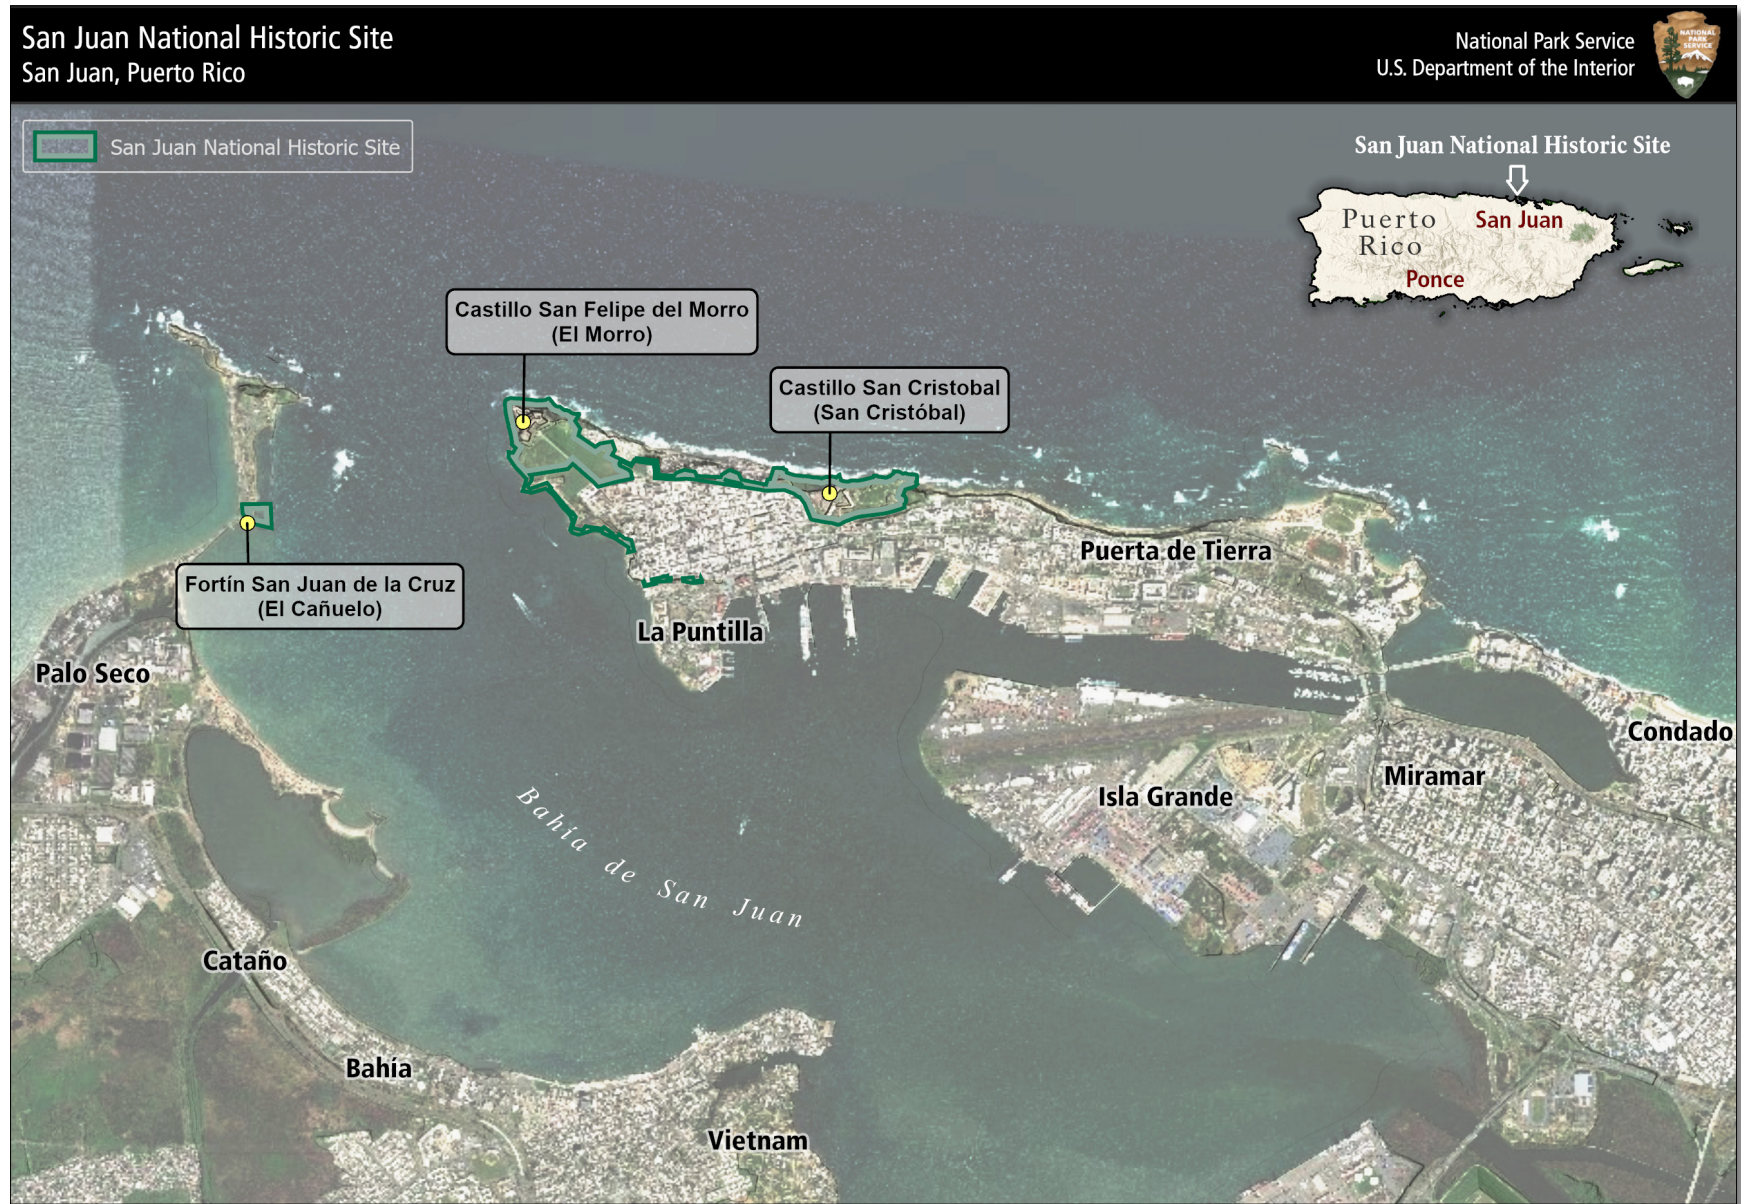 San Juan National Historic Site
San Juan, Puerto Rico
National Park Service
U.S. Department of the Interior
NATIONAL
PARK
SERVICE
San Juan National Historic Site
San Juan National Historic Site
Puerto
Rico
San Juan
Ponce
Castillo San Felipe del Morro
(El Morro)
Castillo San Cristobal
(San Cristóbal)
Fortín San Juan de la Cruz
(El Cañuelo)
Puerta de Tierra
La Puntilla
Palo Seco
Condado
Miramar
Isla Grande
Bahía de San Juan
Cataño
Bahía
Vietnam